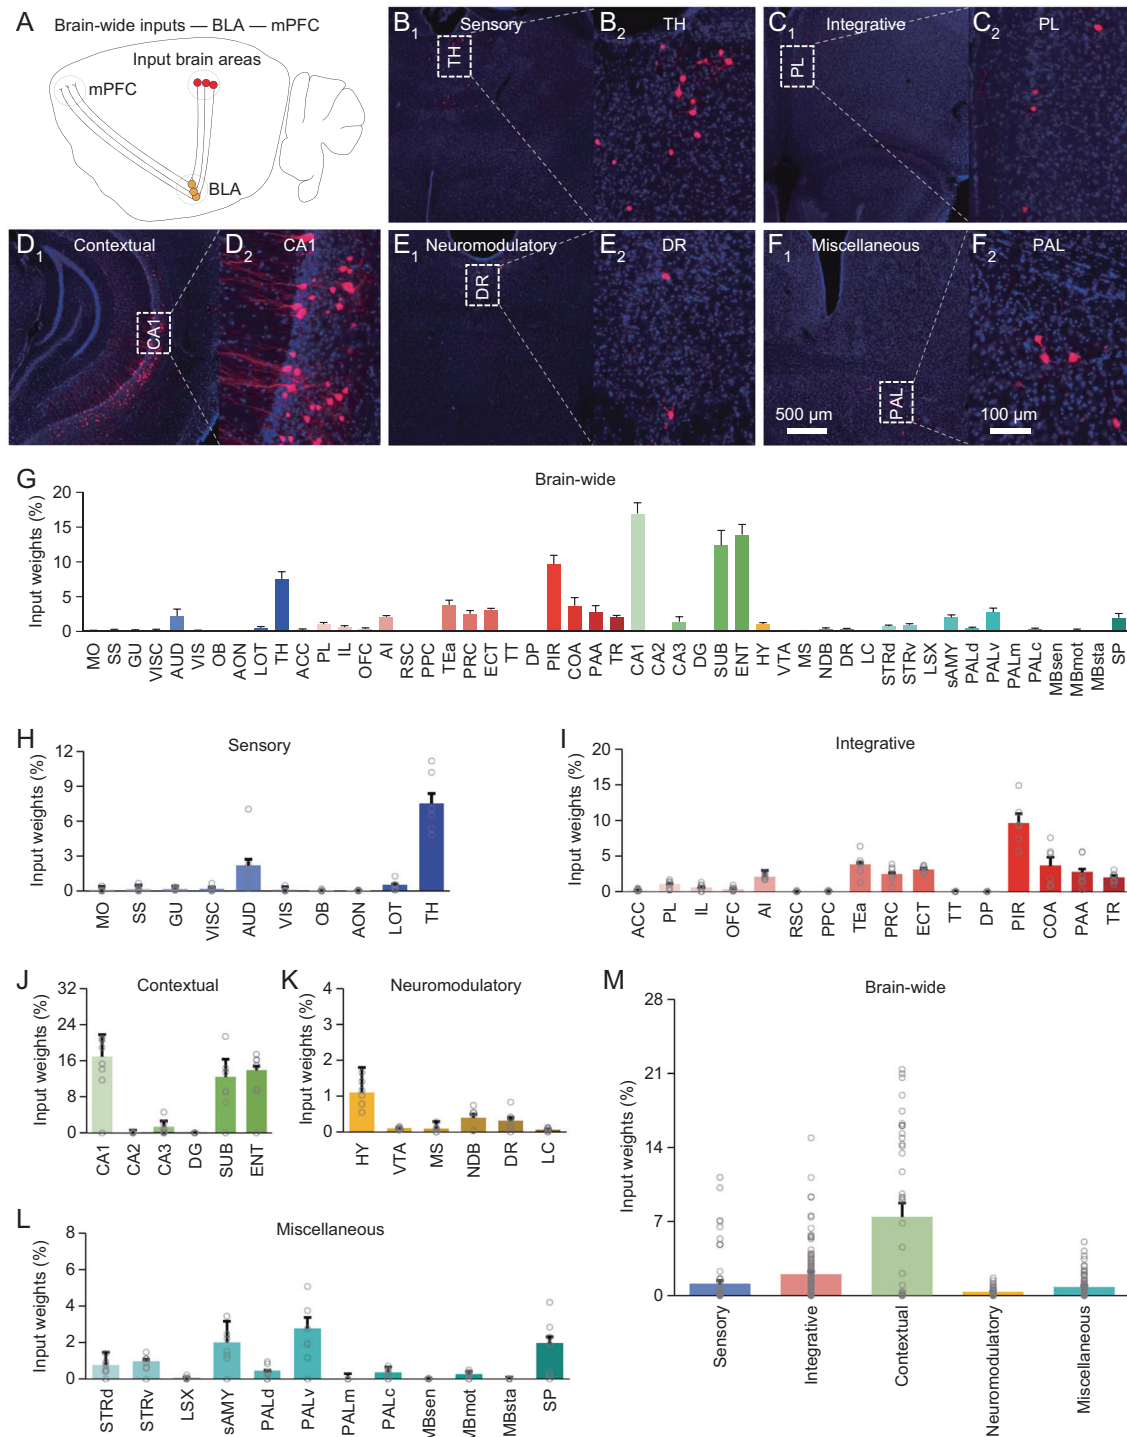 A
Brain-wide inputs — BLA — mPFC
Input brain areas
mPFC
BLA
B1 Sensory
TH
B2 TH
C1 Integrative
PL
C2 PL
D1 Contextual
CA1
D2 CA1
E1 Neuromodulatory
DR
E2 DR
F1 Miscellaneous
PAL
500 µm
F2 PAL
100 µm
G
Brain-wide
Input weights (%)
20
15
10
5
0
MO SS GU VISC AUD VIS OB AON LOT TH ACC PL IL OFC AI RSC PPC TEa PRC ECT TT DP PIR COA PAA TR CA1 CA2 CA3 DG SUB ENT HY VTA MS NDB DR LC STRd STRv LSX sAMY PALd PALv PALm PALc MBsen MBmot MBsta SP
H
Sensory
Input weights (%)
12
9
6
3
0
MO SS GU VISC AUD VIS OB AON LOT TH
I
Integrative
Input weights (%)
20
15
10
5
0
ACC PL IL OFC AI RSC PPC TEa PRC ECT TT DP PIR COA PAA TR
J
Contextual
Input weights (%)
32
24
16
8
0
CA1 CA2 CA3 DG SUB ENT
K
Neuromodulatory
Input weights (%)
4
3
2
1
0
HY VTA MS NDB DR LC
L
Miscellaneous
Input weights (%)
8
6
4
2
0
STRd STRv LSX sAMY PALd PALv PALm PALc MBsen MBmot MBsta SP
M
Brain-wide
Input weights (%)
28
21
14
7
0
Sensory Integrative Contextual Neuromodulatory Miscellaneous